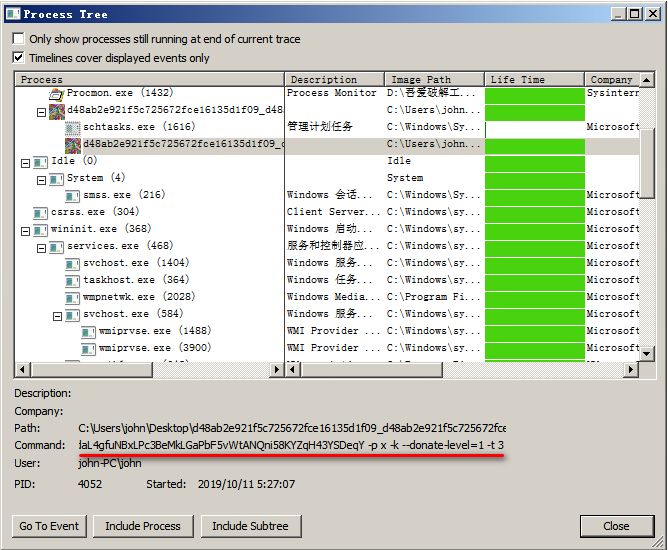 Process Tree
Only show processes still running at end of current trace
Timelines cover displayed events only
Process Description Image Path Life Time Company
Procmon.exe (1432) Process Monitor D:\吾爱破解工... Sysintern
d48ab2e921f5c725672fce16135d1f09_d48a C:\Users\john...
schtasks.exe (1616) 管理计划任务 C:\Windows\Sy... Microsoft
d48ab2e921f5c725672fce16135d1f09_d C:\Users\john...
Idle (0) Idle
System (4) System
smss.exe (216) Windows 会话... C:\Windows\Sy... Microsoft
csrss.exe (304) Client Server... C:\Windows\sy... Microsoft
wininit.exe (368) Windows 启动... C:\Windows\sy... Microsoft
services.exe (468) 服务和控制器应... C:\Windows\sy... Microsoft
svchost.exe (1404) Windows 服务... C:\Windows\sy... Microsoft
taskhost.exe (364) Windows 任务... C:\Windows\sy... Microsoft
wmpnetwk.exe (2028) Windows Media... C:\Program Fi... Microsoft
svchost.exe (584) Windows 服务... C:\Windows\sy... Microsoft
wmiprvse.exe (1488) WMI Provider ... C:\Windows\sy... Microsoft
wmiprvse.exe (3900) WMI Provider ... C:\Windows\sy... Microsoft
Description:
Company:
Path: C:\Users\john\Desktop\d48ab2e921f5c725672fce16135d1f09_d48ab2e921f5c725672fce
Command: daL4gfuNBxLPc3BeMkLGaPbF5vWtANQni58KYZqH43YSDeqY -p x -k --donate-level=1 -t 3
User: john-PC\john
PID: 4052 Started: 2019/10/11 5:27:07
Go To Event Include Process Include Subtree Close